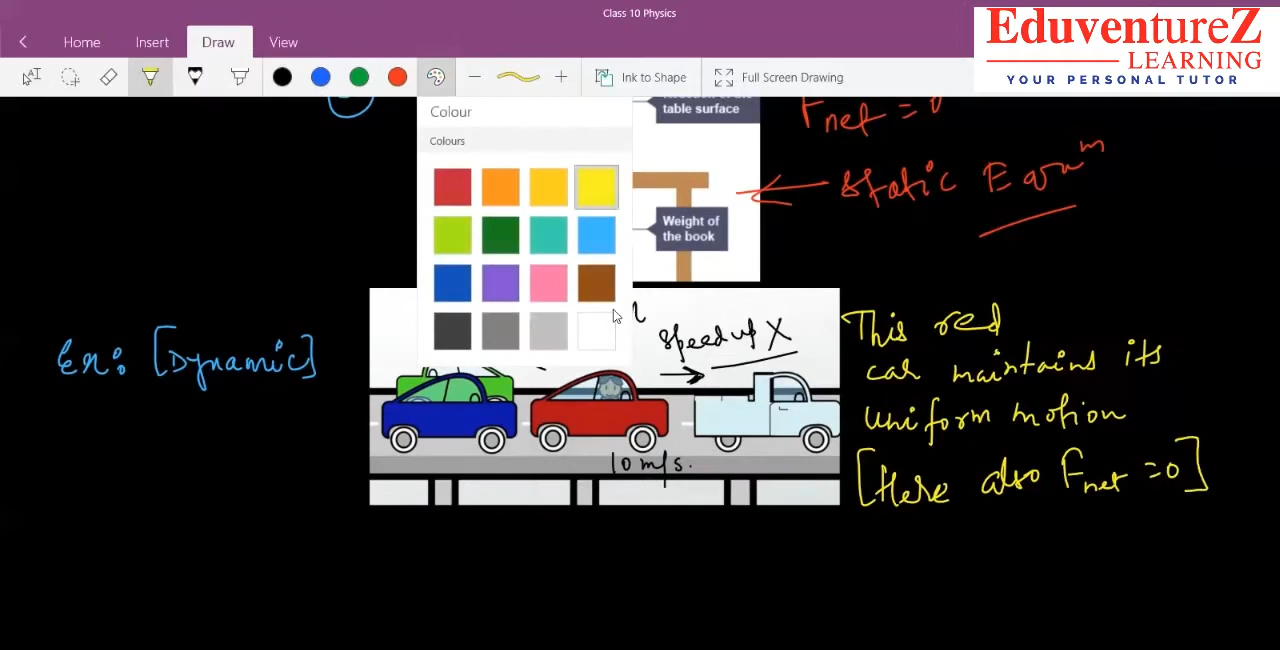 Class 10 Physics
EduventureZ
LEARNING
YOUR PERSONAL TUTOR
Home Insert Draw View
Ink to Shape Full Screen Drawing
Colour
Colours
table surface
Fnet = 0
Static Equm
Weight of
the book
Ex: [Dynamic]
Speed up X
10 m/s.
This red
car maintains its
uniform motion
[Here also Fnet = 0]